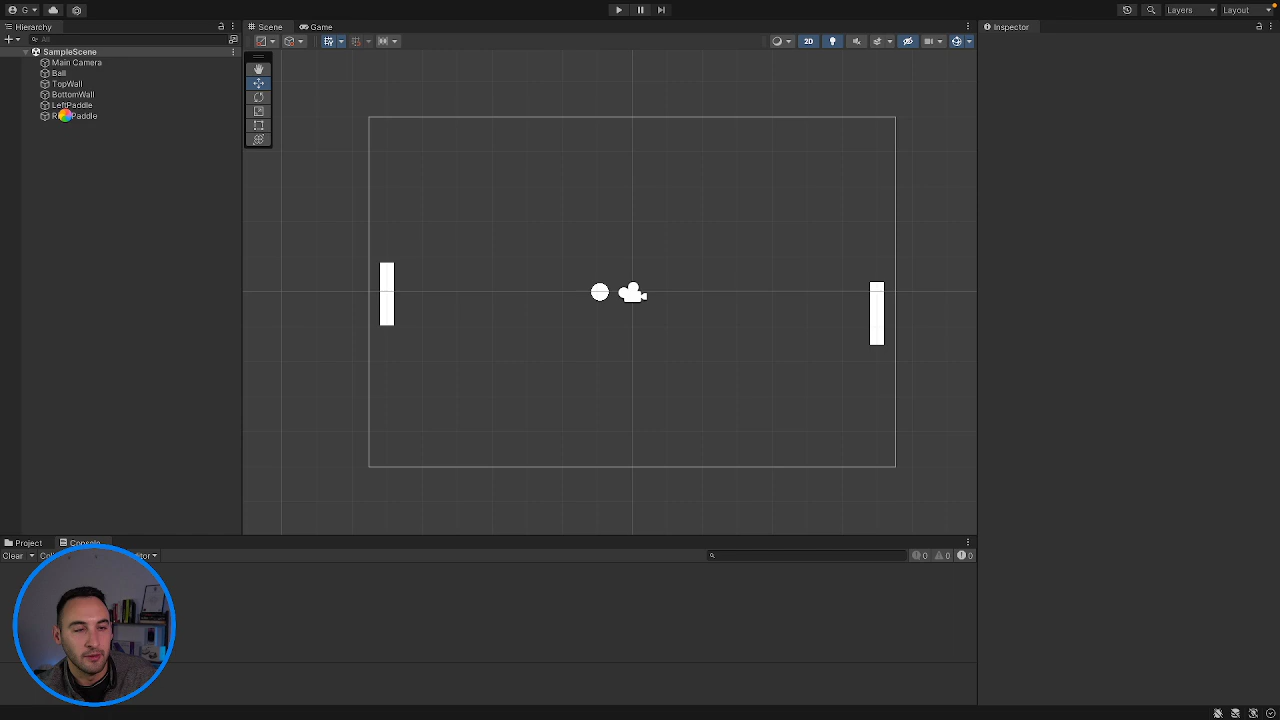 G
Layers
Layout
Hierarchy
Scene
Game
Inspector
All
2D
SampleScene
Main Camera
Ball
TopWall
BottomWall
LeftPaddle
Paddle
Project
Console
Clear
0
0
0